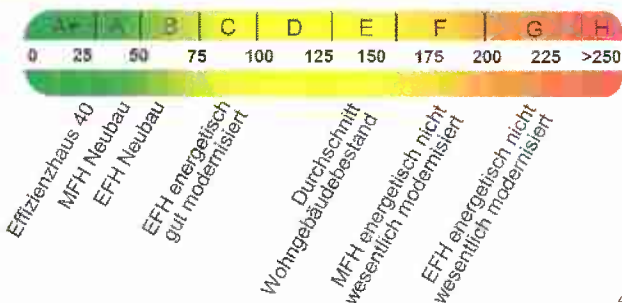 A+ A B C D E F G H
0 25 50 75 100 125 150 175 200 225 >250
Effizienzhaus 40
MFH Neubau
EFH Neubau
EFH energetisch
gut modernisiert
Durchschnitt
Wohngebäudebestand
MFH energetisch nicht
wesentlich modernisiert
EFH energetisch nicht
wesentlich modernisiert